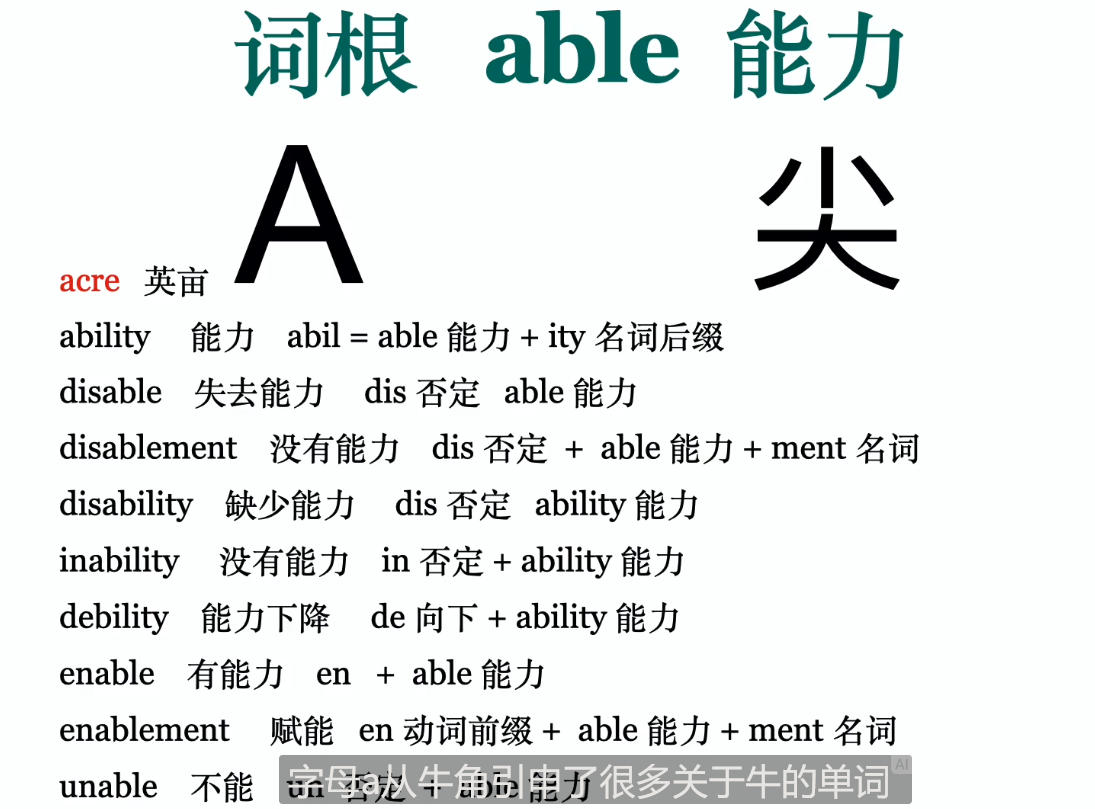 词根 able 能力
A 尖
acre 英亩
ability 能力 abil = able 能力 + ity 名词后缀
disable 失去能力 dis 否定 able 能力
disablement 没有能力 dis 否定 + able 能力 + ment 名词
disability 缺少能力 dis 否定 ability 能力
inability 没有能力 in 否定 + ability 能力
debility 能力下降 de 向下 + ability 能力
enable 有能力 en + able 能力
enablement 赋能 en 动词前缀 + able 能力 + ment 名词
unable 不能 un 否定 + able 能力
字母a从牛角引申了很多关于牛的单词
AI